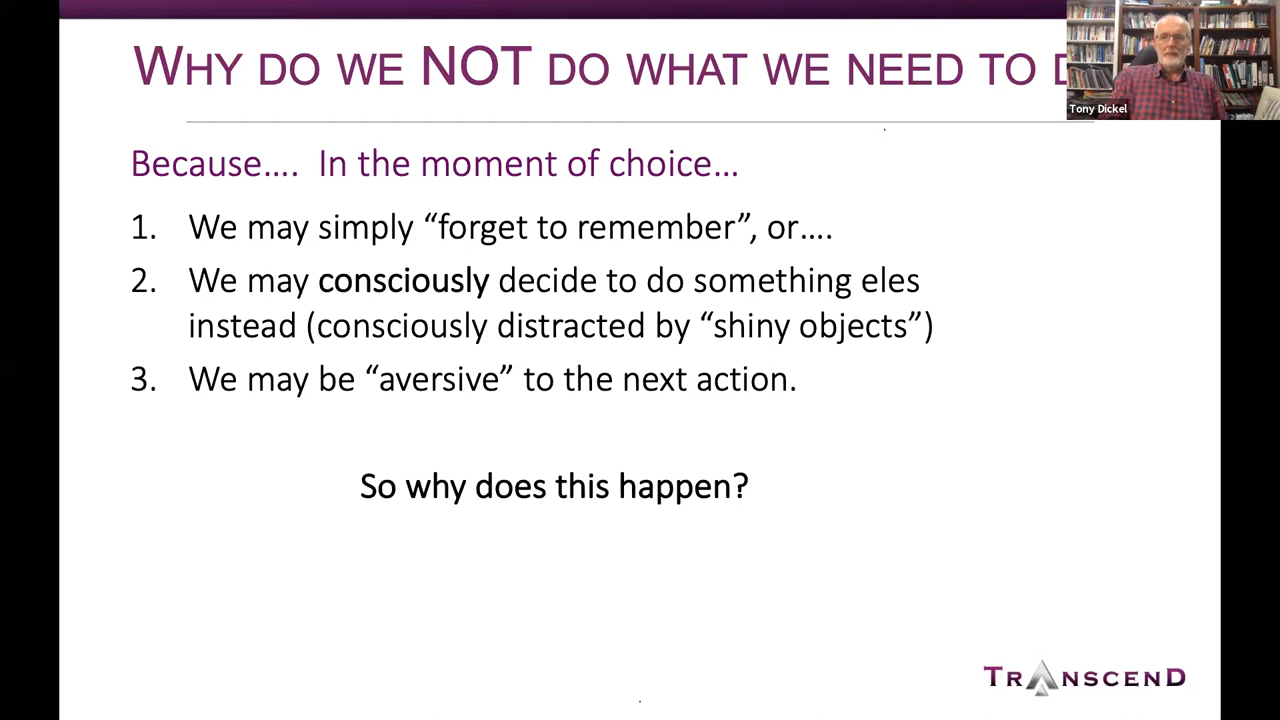 WHY DO WE NOT DO WHAT WE NEED TO D
Tony Dickel
Because…. In the moment of choice…
1. We may simply “forget to remember”, or….
2. We may consciously decide to do something eles
instead (consciously distracted by “shiny objects”)
3. We may be “aversive” to the next action.
So why does this happen?
TRANSCEND